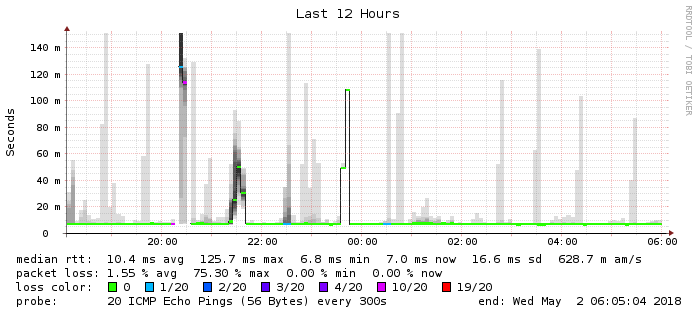 Last 12 Hours
RRDTOOL / TOBI OETIKER
Seconds
140 m
120 m
100 m
80 m
60 m
40 m
20 m
0
20:00 22:00 00:00 02:00 04:00 06:00
median rtt: 10.4 ms avg 125.7 ms max 6.8 ms min 7.0 ms now 16.6 ms sd 628.7 m am/s
packet loss: 1.55 % avg 75.30 % max 0.00 % min 0.00 % now
loss color: 0 1/20 2/20 3/20 4/20 10/20 19/20
probe: 20 ICMP Echo Pings (56 Bytes) every 300s end: Wed May 2 06:05:04 2018